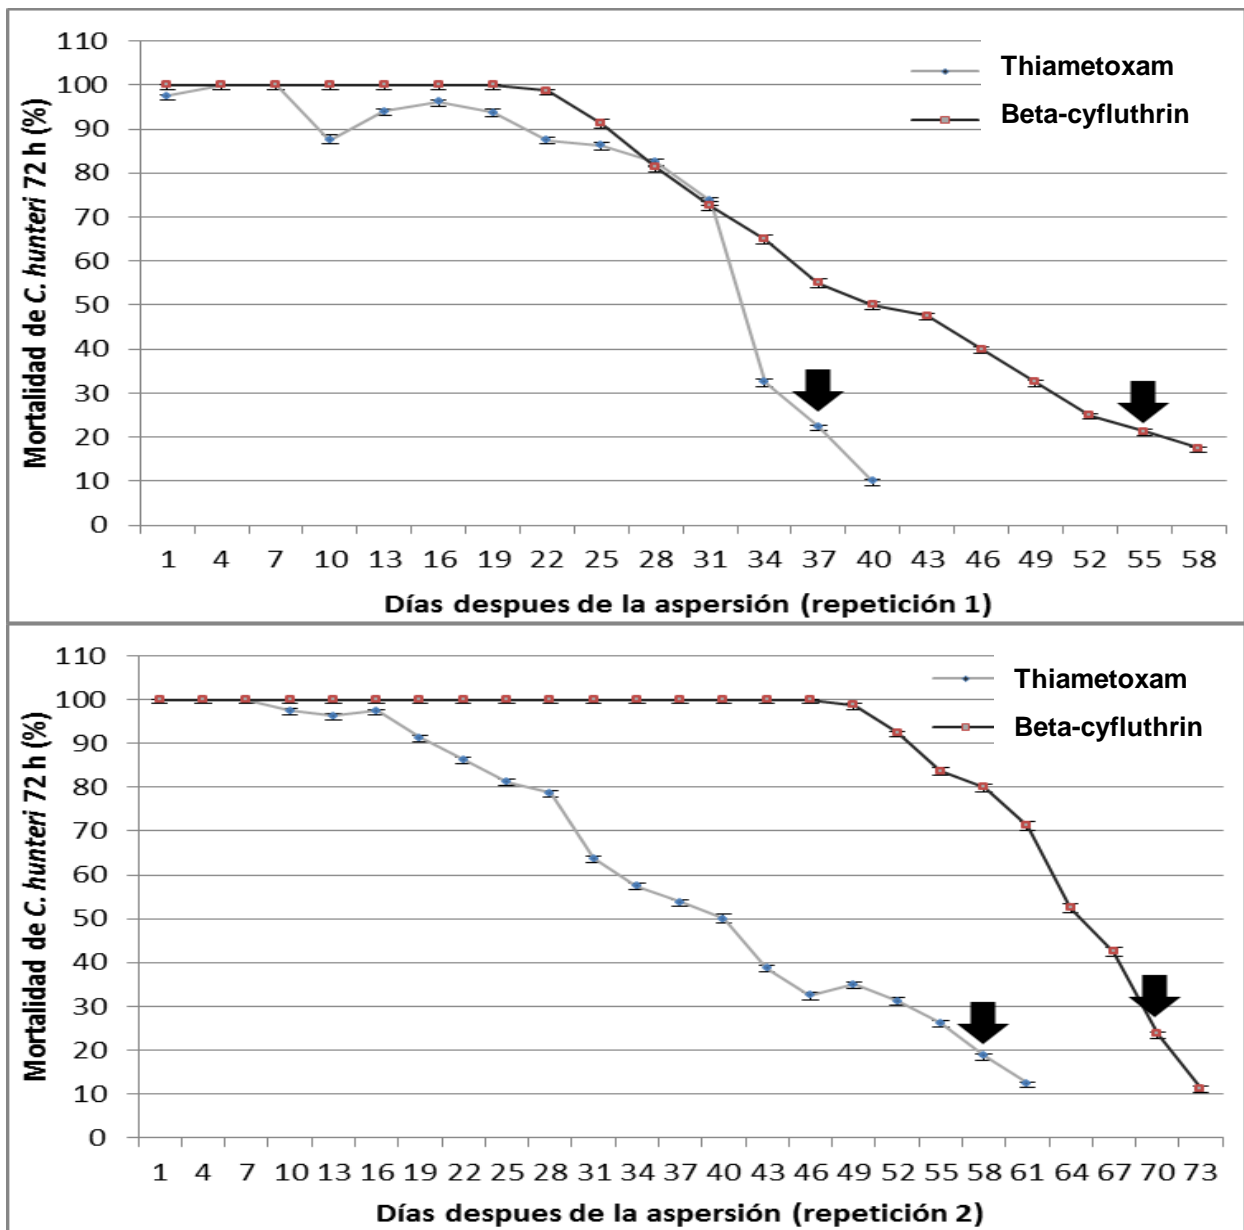 110
100
90
80
70
60
50
40
30
20
10
0
Mortalidad de C. hunteri 72 h (%)
Thiametoxam
Beta-cyfluthrin
1 4 7 10 13 16 19 22 25 28 31 34 37 40 43 46 49 52 55 58
Días despues de la aspersión (repetición 1)
110
100
90
80
70
60
50
40
30
20
10
0
Mortalidad de C. hunteri 72 h (%)
Thiametoxam
Beta-cyfluthrin
1 4 7 10 13 16 19 22 25 28 31 34 37 40 43 46 49 52 55 58 61 64 67 70 73
Días despues de la aspersión (repetición 2)